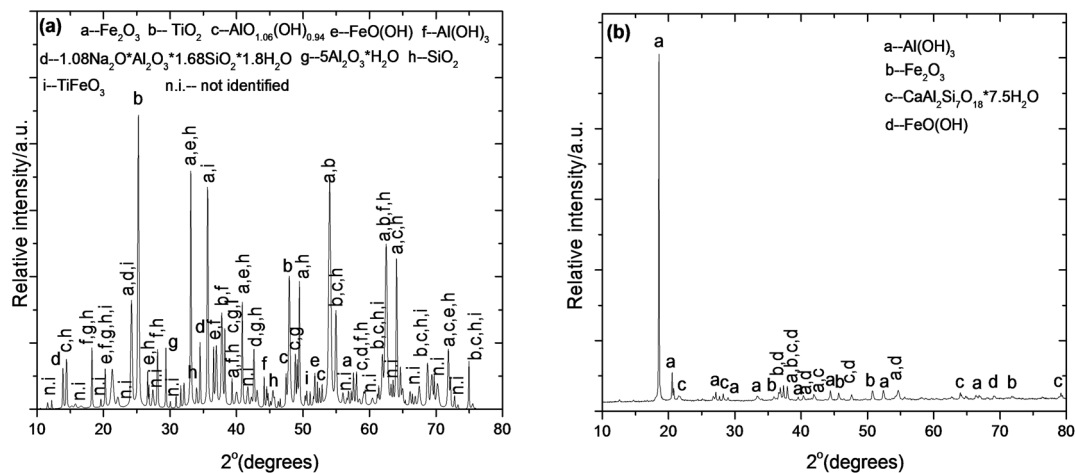 (a) a--Fe₂O₃ b-- TiO₂ c--AlO₁.₀₆(OH)₀.₉₄ e--FeO(OH) f--Al(OH)₃
d--1.08Na₂O*Al₂O₃*1.68SiO₂*1.8H₂O g--5Al₂O₃*H₂O h--SiO₂
i--TiFeO₃ n.i.-- not identified
Relative intensity/a.u.
n.i
d
c,h
n.i
f,g,h
n.i
e,f,g,h,i
a,d,i
b
e,h
f,h
g
n.i
a,e,h
h
d
a,i
e,f
b,f
a,f,h
c,g,i
a,e,h
n.i
d,g,h
f
h
c
b
c,g
a,h
i
e
c
a,b
b,c,h
n.i
a
c,d,f,h
n.i
b,c,h,i
a,b,f,h
n.i
a,c,h
b,c,h,i
n.i
a,c,e,h
n.i
b,c,h,i
10 20 30 40 50 60 70 80
2°(degrees)
(b)
a--Al(OH)₃
b--Fe₂O₃
c--CaAl₂Si₇O₁₈*7.5H₂O
d--FeO(OH)
Relative intensity/a.u.
a
a
c
a
c
a
a
b
b,d
a,b,c,d
a
a,d
a,c
a
b
c,d
b
a
a,d
c
a
d
a
c
10 20 30 40 50 60 70 80
2°(degrees)